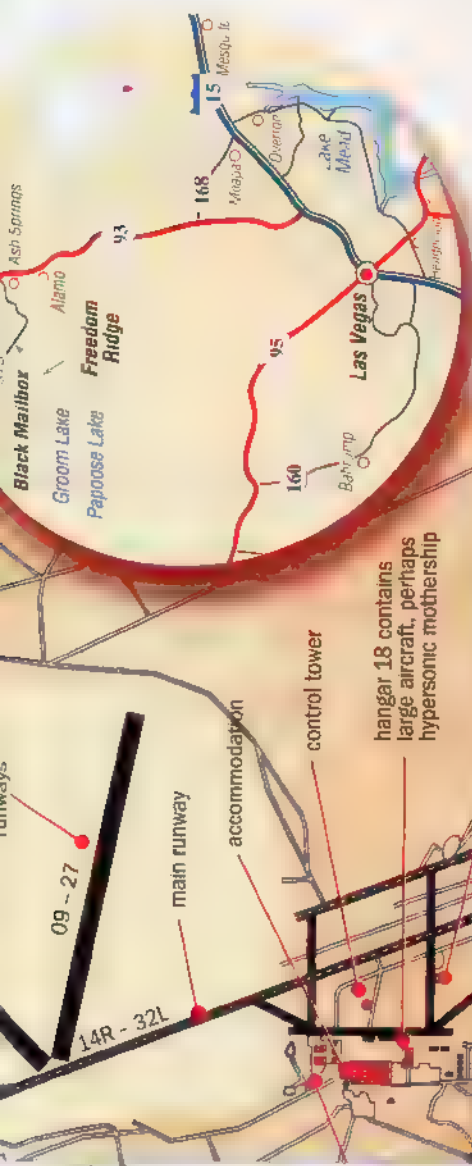 Ash Springs
Alamo
Black Mailbox
Freedom
Ridge
Groom Lake
Papoose Lake
93
168
15
Mesquite
Moapa
Overton
Lake
Mead
95
Las Vegas
160
runways
09 – 27
main runway
14R – 32L
accommodation
control tower
hangar 18 contains
large aircraft, perhaps
hypersonic mothership